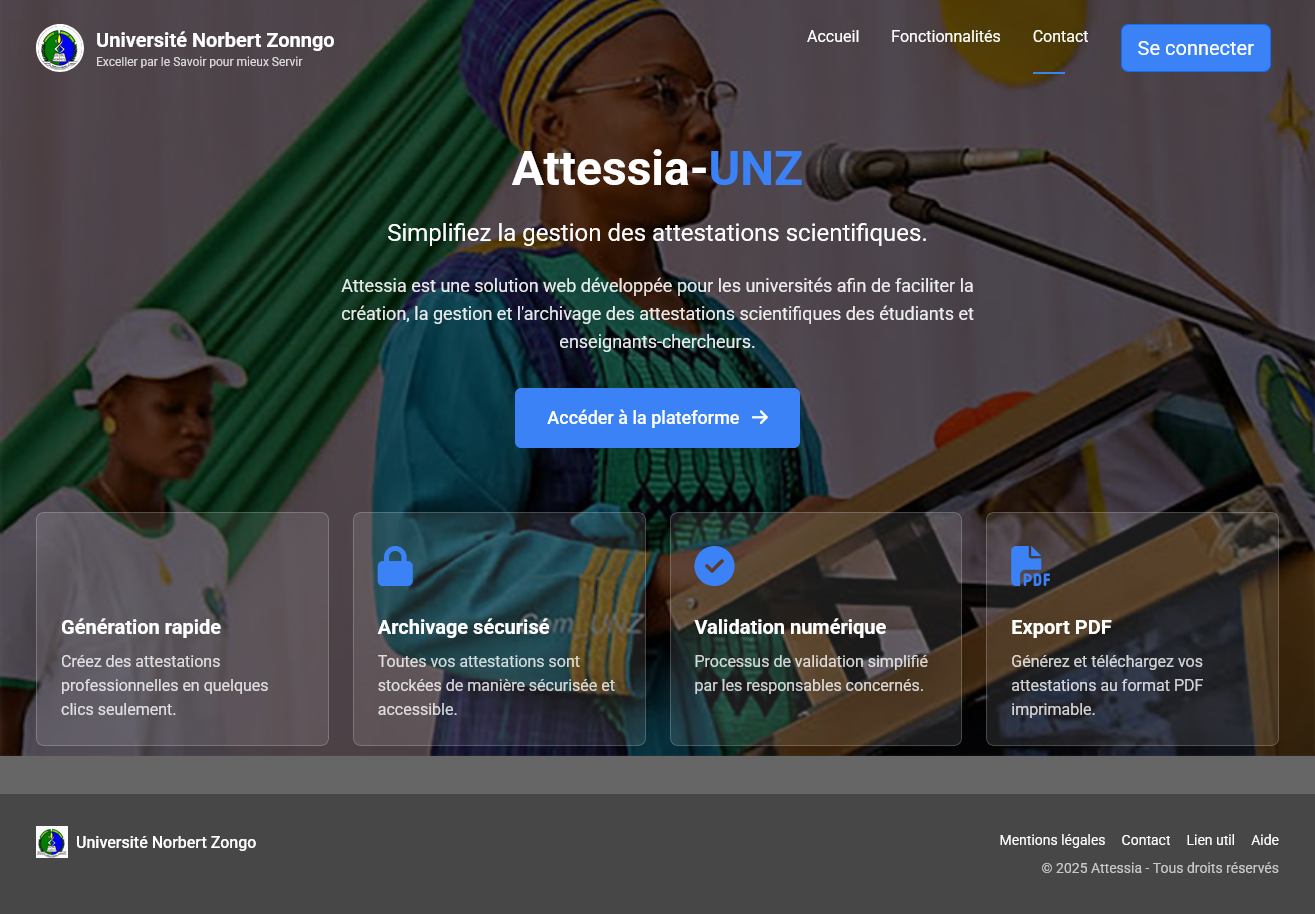 Université Norbert Zonngo
Exceller par le Savoir pour mieux Servir
Accueil
Fonctionnalités
Contact
Se connecter
Attessia-UNZ
Simplifiez la gestion des attestations scientifiques.
Attessia est une solution web développée pour les universités afin de faciliter la
création, la gestion et l'archivage des attestations scientifiques des étudiants et
enseignants-chercheurs.
Accéder à la plateforme
Génération rapide
Créez des attestations
professionnelles en quelques
clics seulement.
Archivage sécurisé
Toutes vos attestations sont
stockées de manière sécurisée et
accessible.
Validation numérique
Processus de validation simplifié
par les responsables concernés.
PDF
Export PDF
Générez et téléchargez vos
attestations au format PDF
imprimable.
UNZ
Université Norbert Zongo
Mentions légales
Contact
Lien util
Aide
© 2025 Attessia - Tous droits réservés